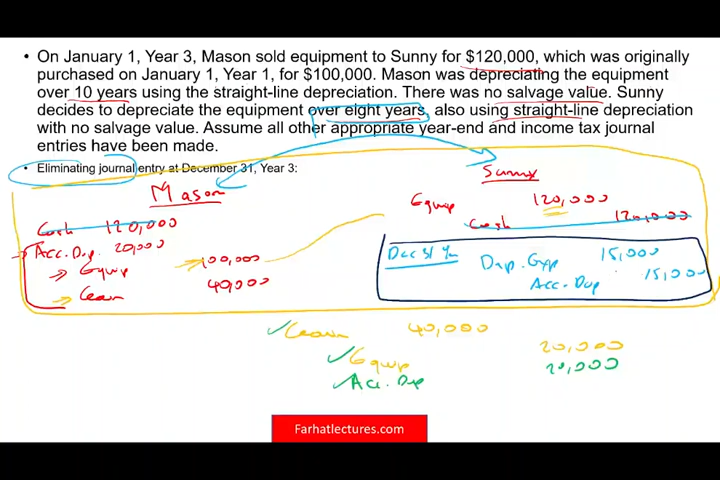 • On January 1, Year 3, Mason sold equipment to Sunny for $120,000, which was originally
purchased on January 1, Year 1, for $100,000. Mason was depreciating the equipment
over 10 years using the straight-line depreciation. There was no salvage value. Sunny
decides to depreciate the equipment over eight years, also using straight-line depreciation
with no salvage value. Assume all other appropriate year-end and income tax journal
entries have been made.
• Eliminating journal entry at December 31, Year 3:
Mason
Cash 120,000
Acc. Dep. 20,000
Equip 100,000
Gain 40,000
Sunny
Equip 120,000
Cash 120,000
Dec 31
Dep. Exp 15,000
Acc. Dep 15,000
Gain 40,000
Equip 20,000
Acc. Dep 20,000
Farhatlectures.com